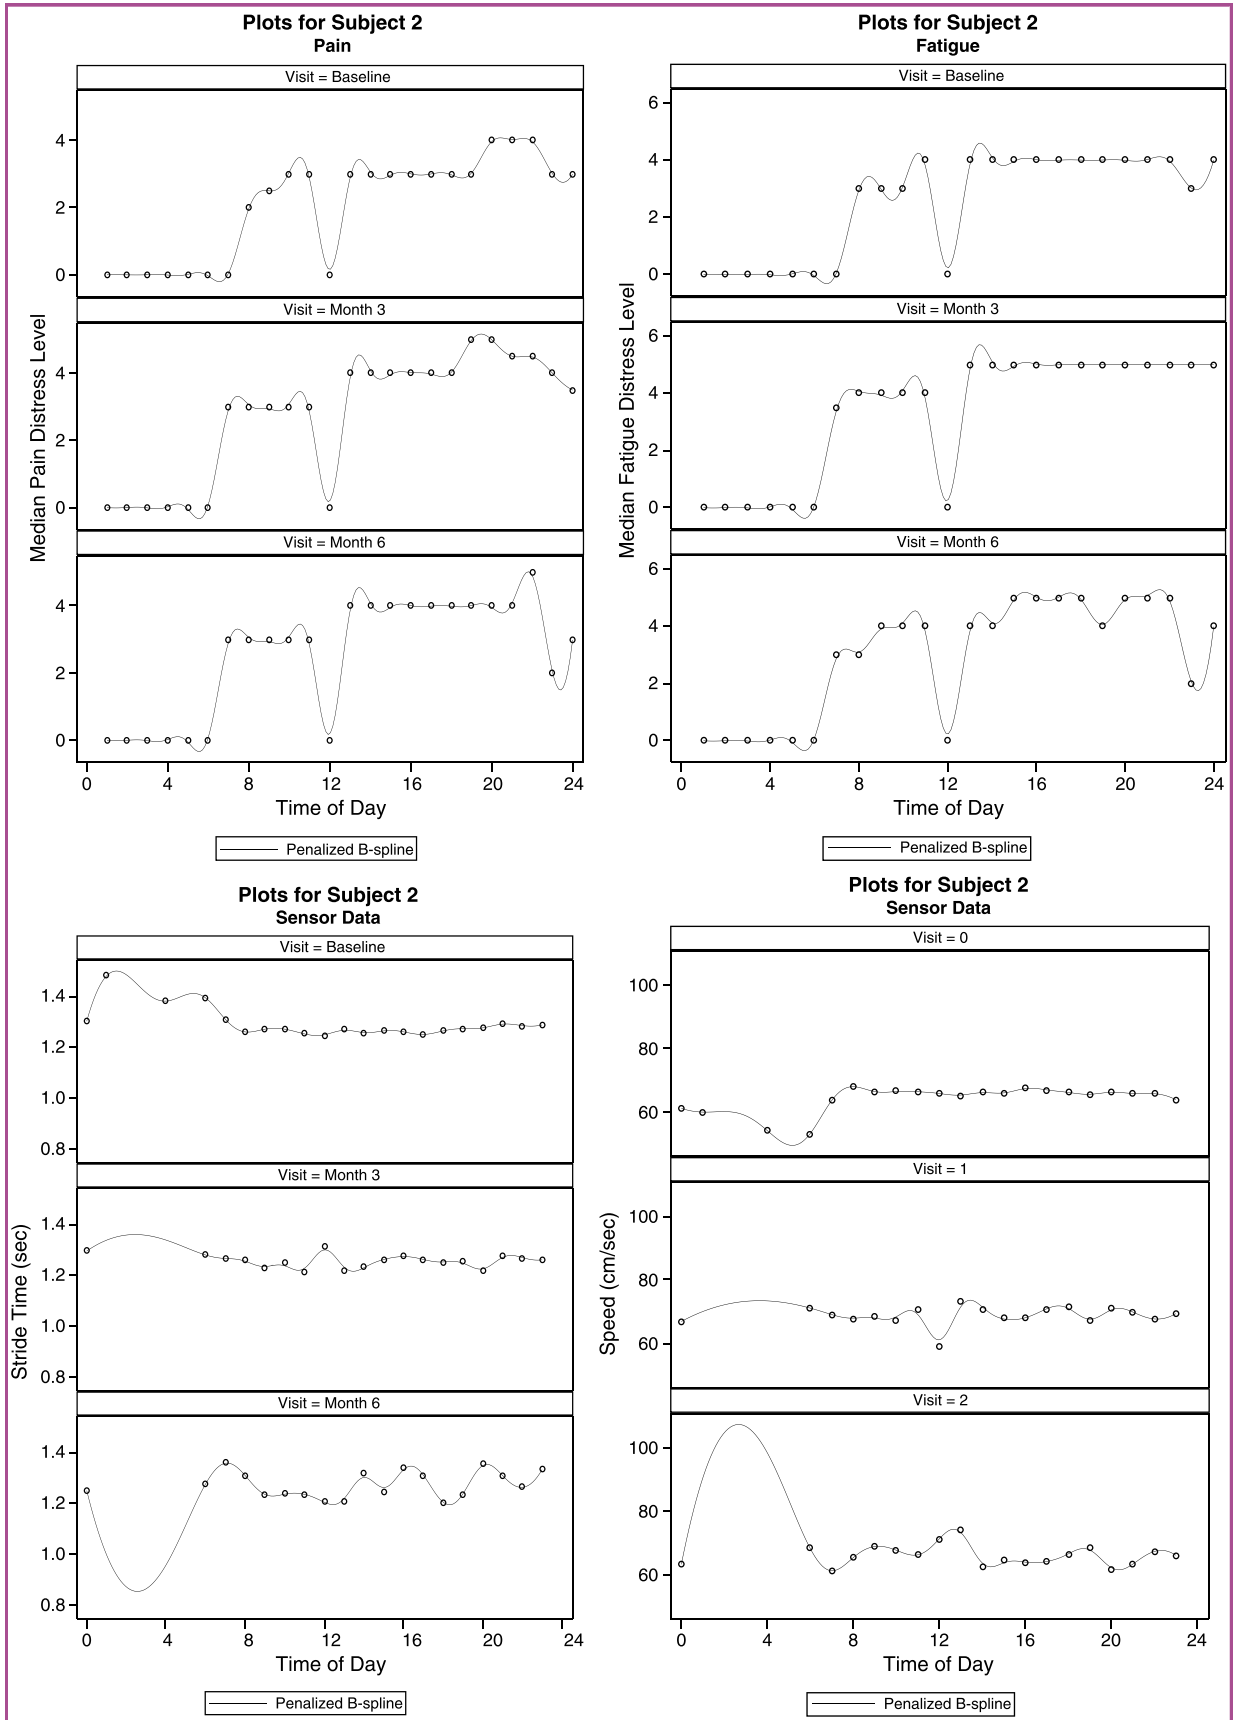 Plots for Subject 2
Pain
Visit = Baseline
4
2
0
Visit = Month 3
4
2
0
Visit = Month 6
4
2
0
Median Pain Distress Level
0 4 8 12 16 20 24
Time of Day
Penalized B-spline
Plots for Subject 2
Fatigue
Visit = Baseline
6
4
2
0
Visit = Month 3
6
4
2
0
Visit = Month 6
6
4
2
0
Median Fatigue Distress Level
0 4 8 12 16 20 24
Time of Day
Penalized B-spline
Plots for Subject 2
Sensor Data
Visit = Baseline
1.4
1.2
1.0
0.8
Visit = Month 3
1.4
1.2
1.0
0.8
Visit = Month 6
1.4
1.2
1.0
0.8
Stride Time (sec)
0 4 8 12 16 20 24
Time of Day
Penalized B-spline
Plots for Subject 2
Sensor Data
Visit = 0
100
80
60
Visit = 1
100
80
60
Visit = 2
100
80
60
Speed (cm/sec)
0 4 8 12 16 20 24
Time of Day
Penalized B-spline